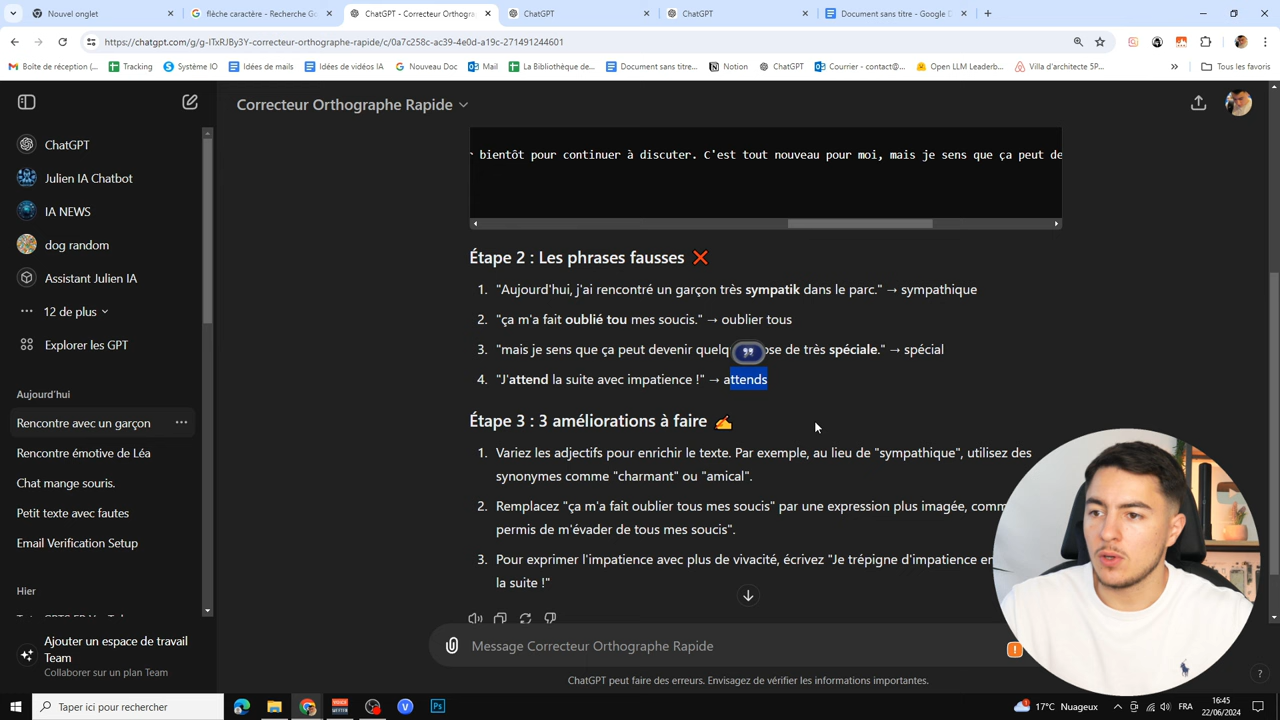 Nouvel onglet
flèche caractère - Recherche Go
ChatGPT - Correcteur Orthogra
ChatGPT
ChatGPT
Document sans titre - Google D
https://chatgpt.com/g/g-ITxRJBy3Y-correcteur-orthographe-rapide/c/0a7c258c-ac39-4e0d-a19c-271491244601
Boîte de réception (...
Tracking
Système IO
Idées de mails
Idées de vidéos IA
Nouveau Doc
Mail
La Bibliothèque de...
Document sans titre...
Notion
ChatGPT
Courrier - contact@...
Open LLM Leaderb...
Villa d'architecte 5P...
Tous les favoris
Correcteur Orthographe Rapide
ChatGPT
Julien IA Chatbot
IA NEWS
dog random
Assistant Julien IA
12 de plus
Explorer les GPT
Aujourd'hui
Rencontre avec un garçon
Rencontre émotive de Léa
Chat mange souris.
Petit texte avec fautes
Email Verification Setup
Hier
Ajouter un espace de travail
Team
Collaborer sur un plan Team
bientôt pour continuer à discuter. C'est tout nouveau pour moi, mais je sens que ça peut de
Étape 2 : Les phrases fausses ❌
1. "Aujourd'hui, j'ai rencontré un garçon très sympatik dans le parc." → sympathique
2. "ça m'a fait oublié tou mes soucis." → oublier tous
3. "mais je sens que ça peut devenir quelq ose de très spéciale." → spécial
4. "J'attend la suite avec impatience !" → attends
Étape 3 : 3 améliorations à faire ✍️
1. Variez les adjectifs pour enrichir le texte. Par exemple, au lieu de "sympathique", utilisez des
synonymes comme "charmant" ou "amical".
2. Remplacez "ça m'a fait oublier tous mes soucis" par une expression plus imagée, comm
permis de m'évader de tous mes soucis".
3. Pour exprimer l'impatience avec plus de vivacité, écrivez "Je trépigne d'impatience en
la suite !"
Message Correcteur Orthographe Rapide
ChatGPT peut faire des erreurs. Envisagez de vérifier les informations importantes.
Taper ici pour rechercher
VOICE
Ps
17°C Nuageux
FRA
16:45
22/06/2024